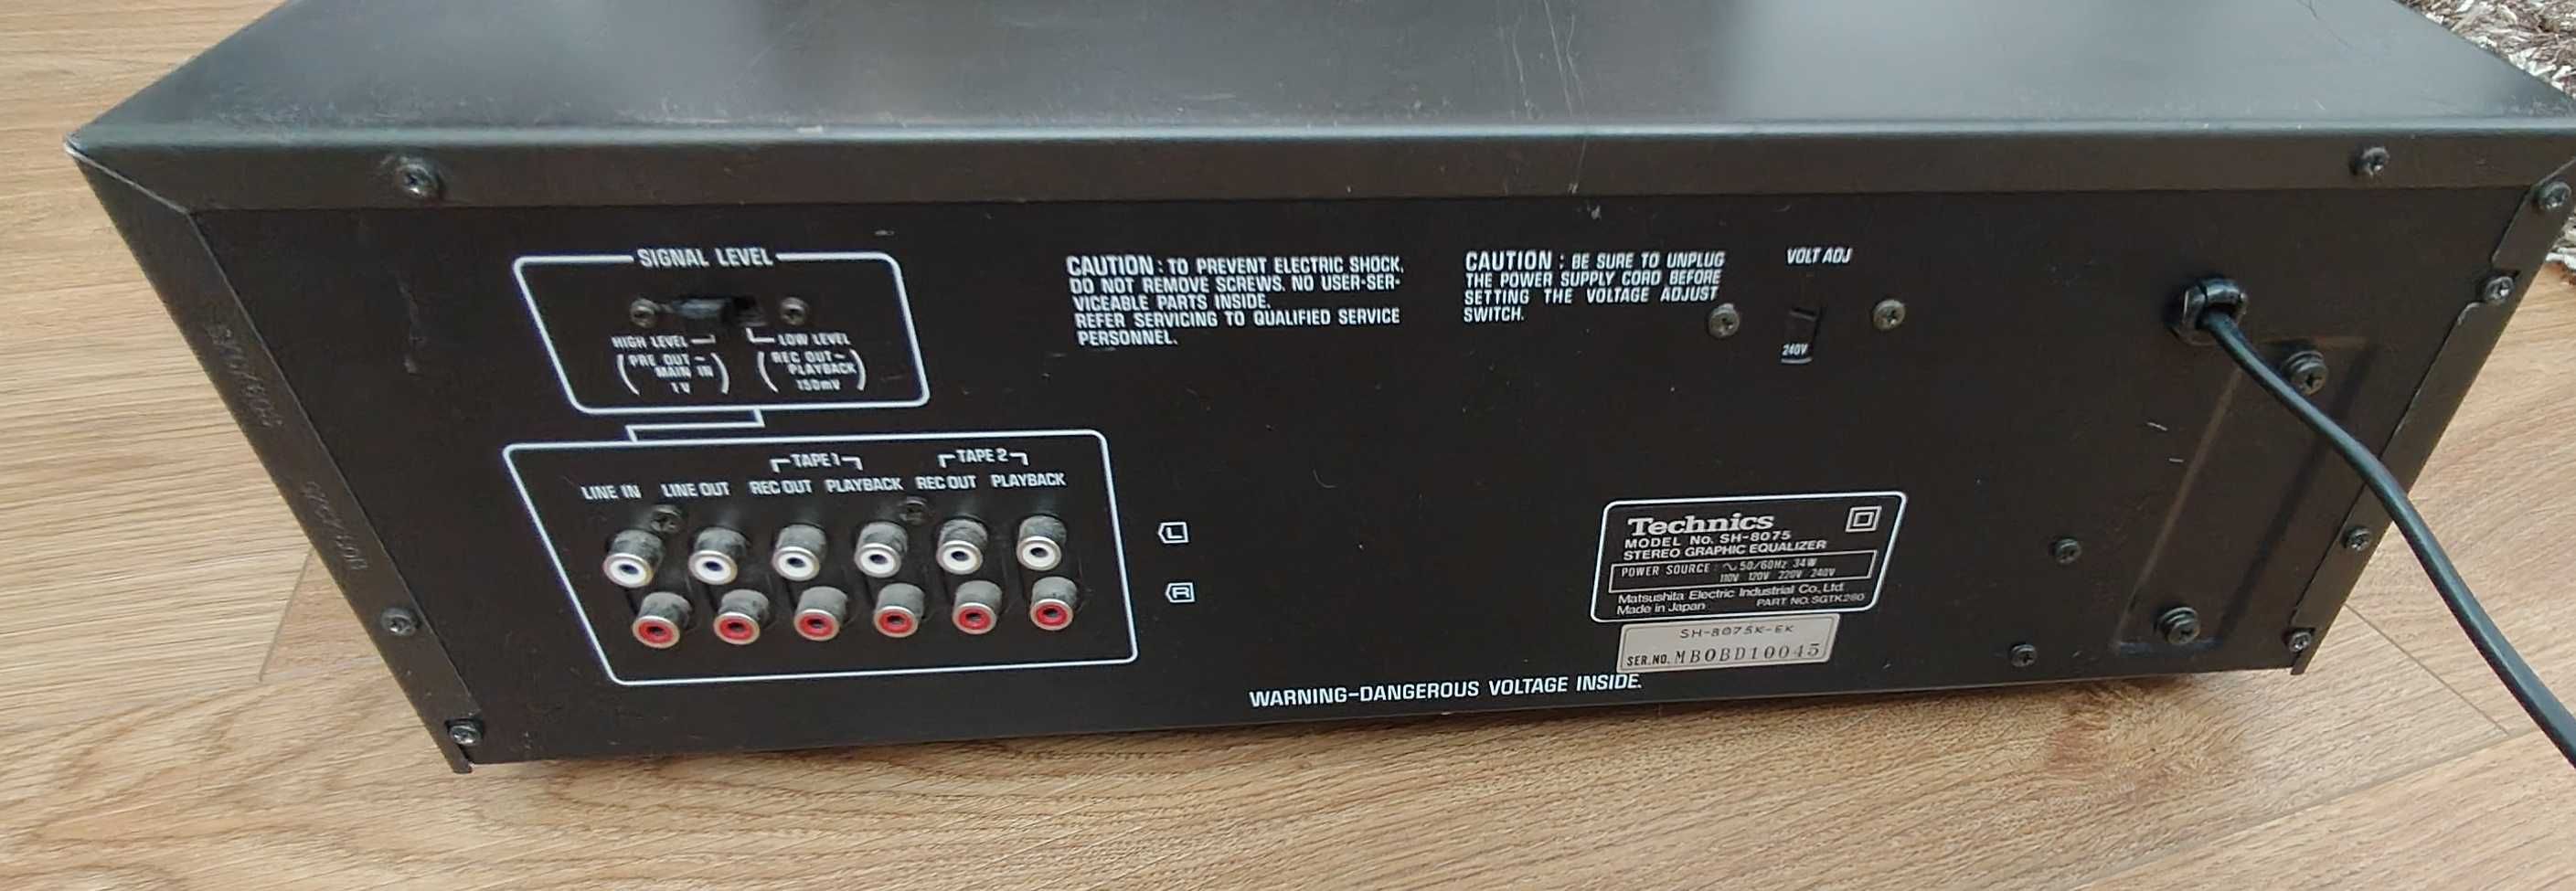 SIGNAL LEVEL
HIGH LEVEL
(PRE OUT~
MAIN IN
1V)
LOW LEVEL
(REC OUT~
PLAYBACK
150mV)
CAUTION: TO PREVENT ELECTRIC SHOCK,
DO NOT REMOVE SCREWS. NO USER-SER-
VICEABLE PARTS INSIDE.
REFER SERVICING TO QUALIFIED SERVICE
PERSONNEL.
CAUTION: BE SURE TO UNPLUG
THE POWER SUPPLY CORD BEFORE
SETTING THE VOLTAGE ADJUST
SWITCH.
VOLT ADJ
240V
TAPE 1
TAPE 2
LINE IN LINE OUT REC OUT PLAYBACK REC OUT PLAYBACK
L
R
Technics
MODEL No. SH-8075
STEREO GRAPHIC EQUALIZER
POWER SOURCE: ∿ 50/60Hz 34W
110V 120V 220V 240V
Matsushita Electric Industrial Co., Ltd.
Made in Japan PART NO. SGTK260
SH-8075K-EK
SER.NO. MB0BD10045
WARNING-DANGEROUS VOLTAGE INSIDE.